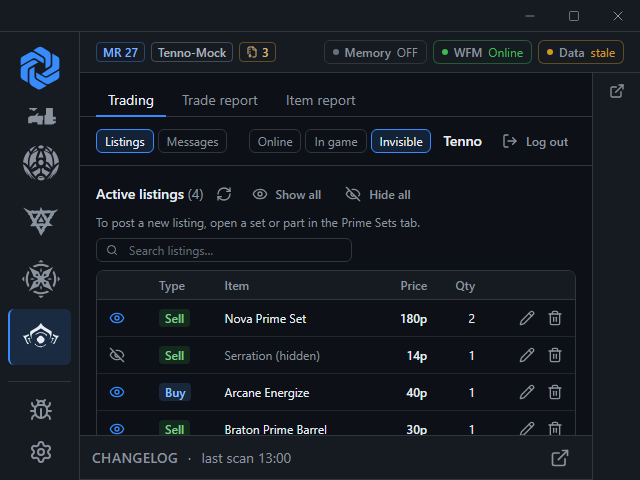 MR 27 Tenno-Mock 3 Memory OFF WFM Online Data stale
Trading Trade report Item report
Listings Messages Online In game Invisible Tenno Log out
Active listings (4) Show all Hide all
To post a new listing, open a set or part in the Prime Sets tab.
Search listings...
Type Item Price Qty
Sell Nova Prime Set 180p 2
Sell Serration (hidden) 14p 1
Buy Arcane Energize 40p 1
Sell Braton Prime Barrel 30p 1
CHANGELOG · last scan 13:00